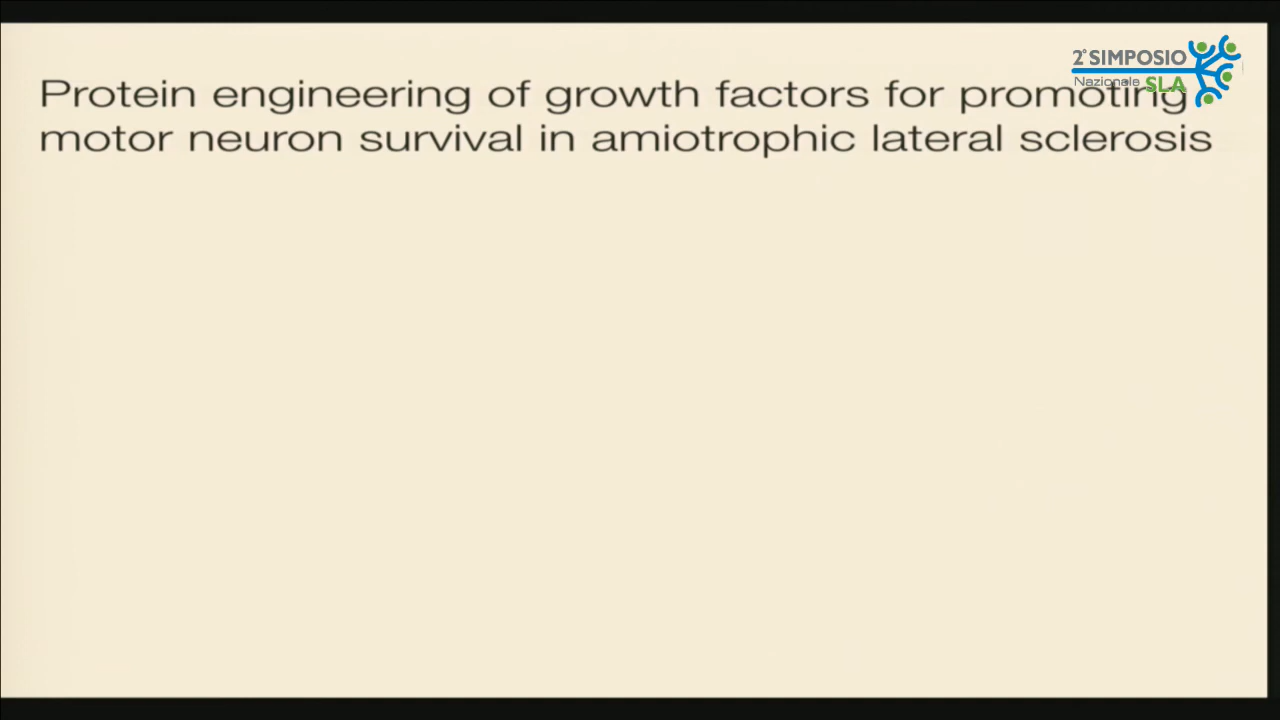 2° SIMPOSIO
Nazionale SLA
Protein engineering of growth factors for promoting
motor neuron survival in amiotrophic lateral sclerosis